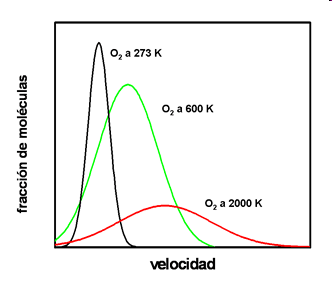 O₂ a 273 K
O₂ a 600 K
O₂ a 2000 K
fracción de moléculas
velocidad